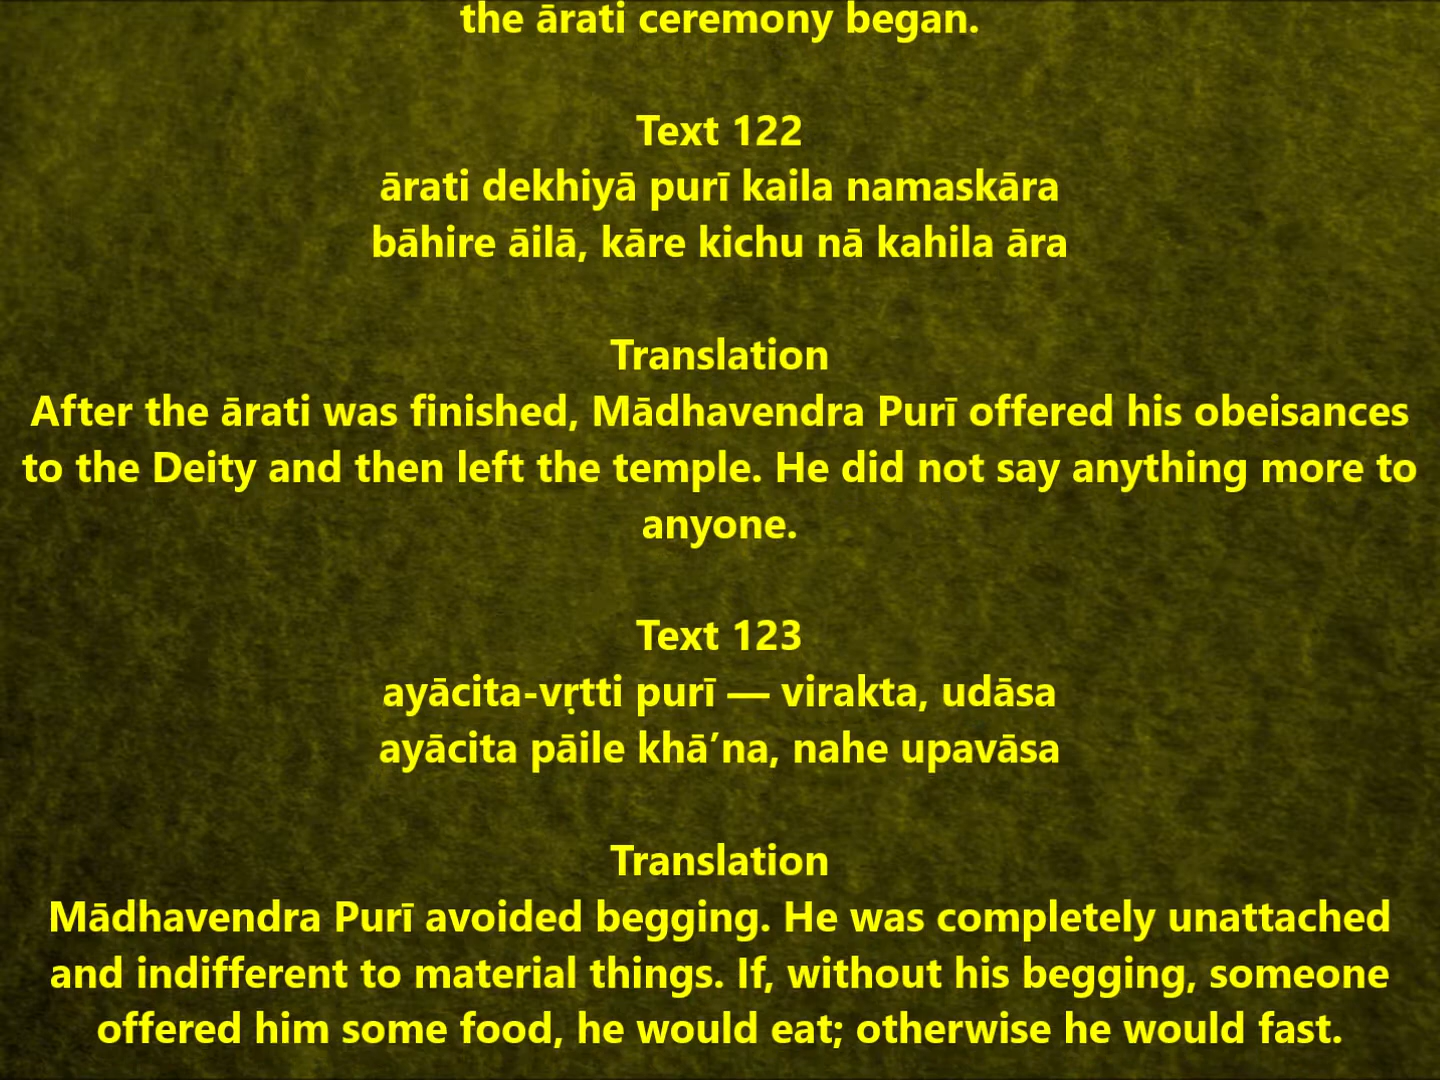 the ārati ceremony began.
Text 122
ārati dekhiyā purī kaila namaskāra
bāhire āilā, kāre kichu nā kahila āra
Translation
After the ārati was finished, Mādhavendra Purī offered his obeisances
to the Deity and then left the temple. He did not say anything more to
anyone.
Text 123
ayācita-vṛtti purī — virakta, udāsa
ayācita pāile khā’na, nahe upavāsa
Translation
Mādhavendra Purī avoided begging. He was completely unattached
and indifferent to material things. If, without his begging, someone
offered him some food, he would eat; otherwise he would fast.